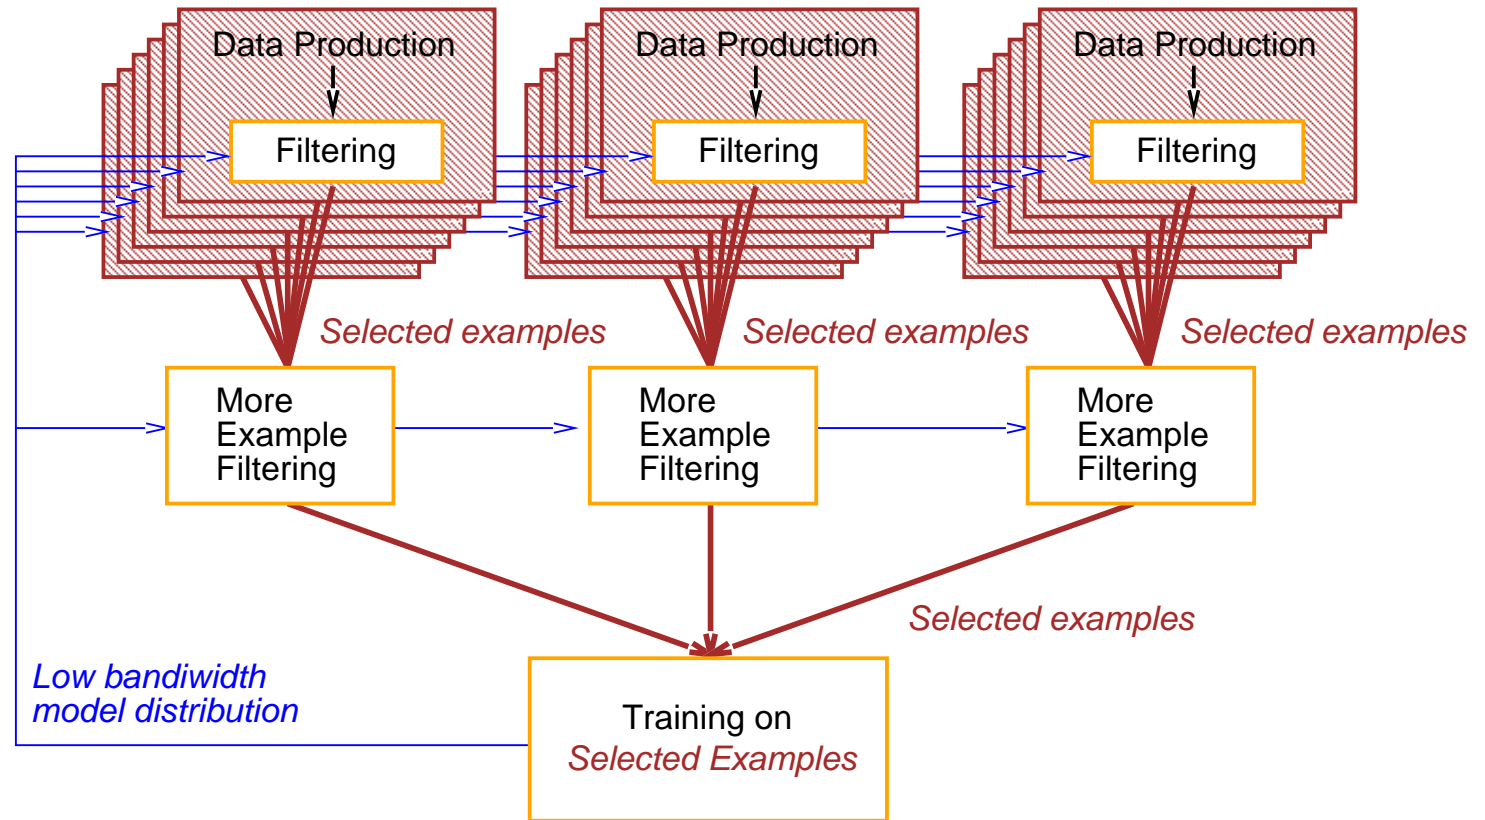 Data Production
Data Production
Data Production
Filtering
Filtering
Filtering
Selected examples
Selected examples
Selected examples
More
Example
Filtering
More
Example
Filtering
More
Example
Filtering
Selected examples
Low bandiwidth
model distribution
Training on
Selected Examples